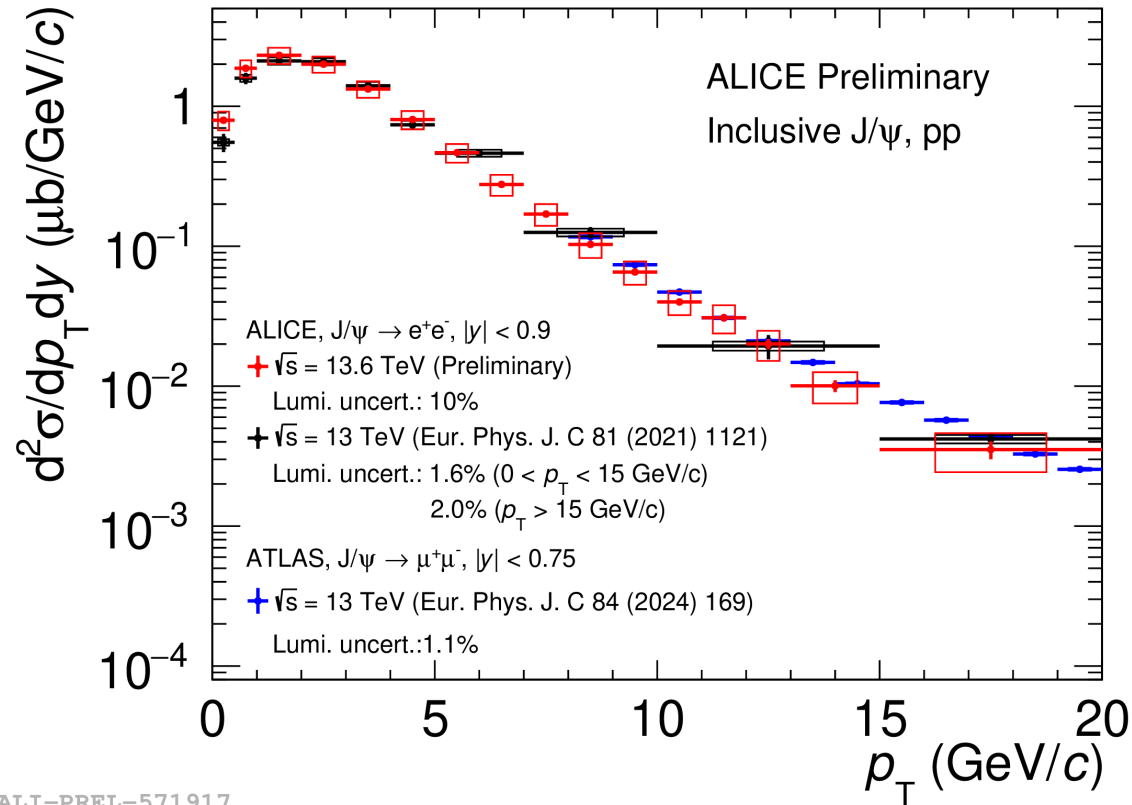 d²σ/dp_Tdy (μb/GeV/c)
1
10⁻¹
10⁻²
10⁻³
10⁻⁴
ALICE Preliminary
Inclusive J/ψ, pp
ALICE, J/ψ → e⁺e⁻, |y| < 0.9
√s = 13.6 TeV (Preliminary)
Lumi. uncert.: 10%
√s = 13 TeV (Eur. Phys. J. C 81 (2021) 1121)
Lumi. uncert.: 1.6% (0 < p_T < 15 GeV/c)
2.0% (p_T > 15 GeV/c)
ATLAS, J/ψ → μ⁺μ⁻, |y| < 0.75
√s = 13 TeV (Eur. Phys. J. C 84 (2024) 169)
Lumi. uncert.:1.1%
0 5 10 15 20
p_T (GeV/c)
ALI-PREL-571917